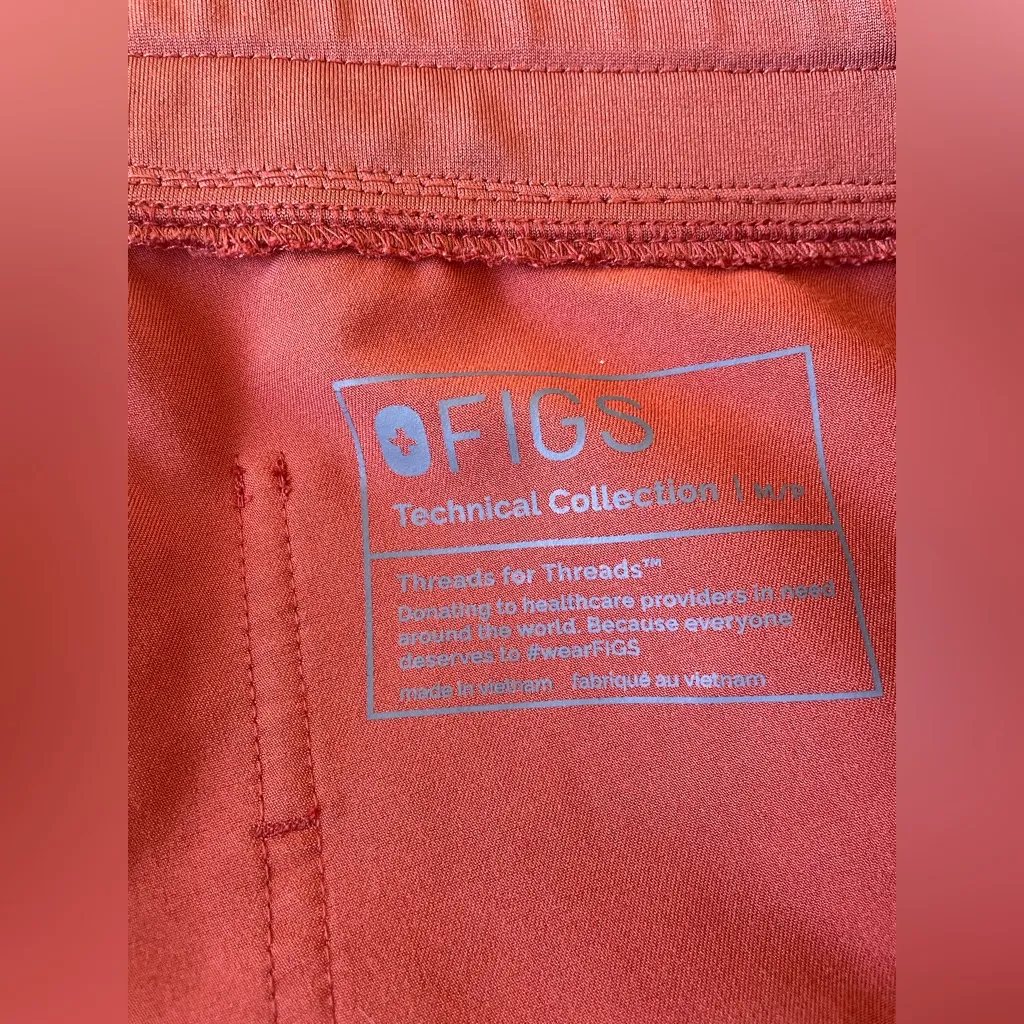 FIGS
Technical Collection | M/R
Threads for Threads™
Donating to healthcare providers in need
around the world. Because everyone
deserves to #wearFIGS
made in vietnam fabriqué au vietnam